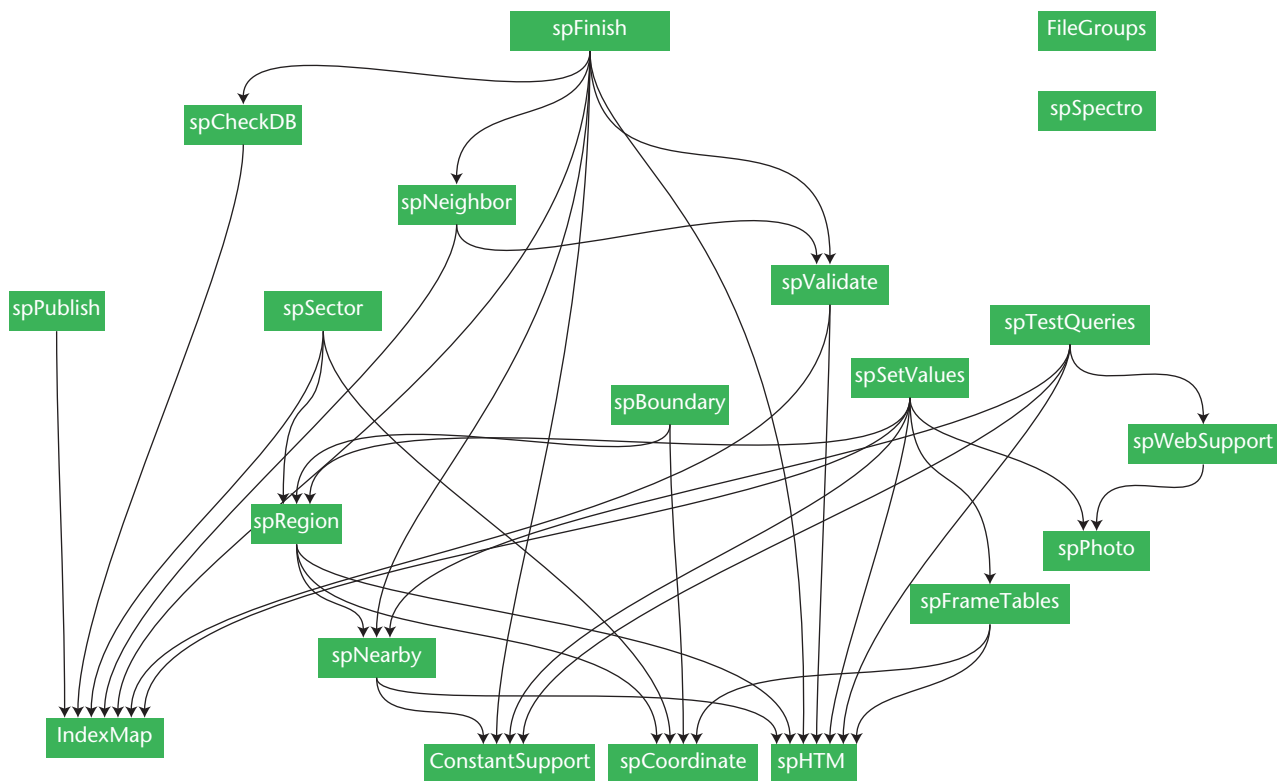 spFinish
FileGroups
spSpectro
spCheckDB
spNeighbor
spValidate
spPublish
spSector
spTestQueries
spSetValues
spBoundary
spWebSupport
spRegion
spPhoto
spFrameTables
spNearby
IndexMap
ConstantSupport
spCoordinate
spHTM